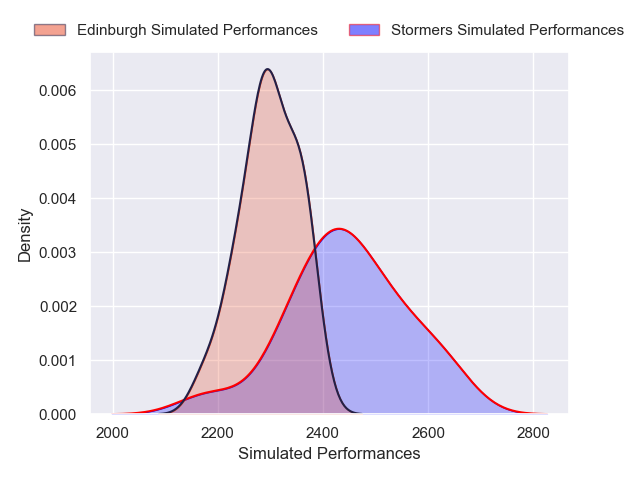 Edinburgh Simulated Performances
Stormers Simulated Performances
0.006
0.005
0.004
0.003
0.002
0.001
0.000
Density
2000 2200 2400 2600 2800
Simulated Performances